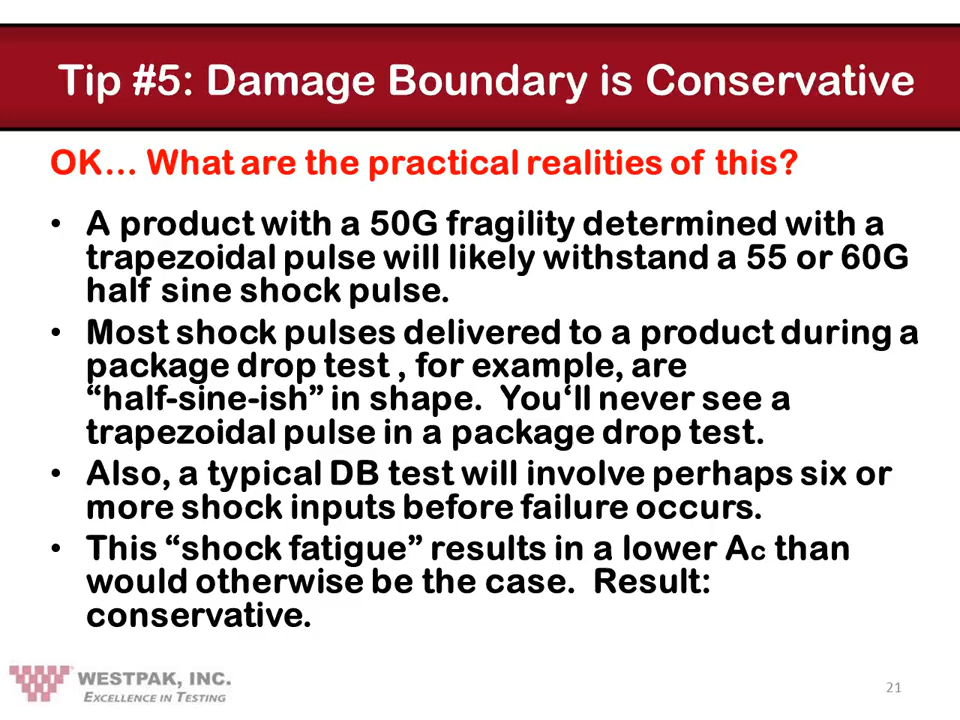 Tip #5: Damage Boundary is Conservative
OK… What are the practical realities of this?
• A product with a 50G fragility determined with a
trapezoidal pulse will likely withstand a 55 or 60G
half sine shock pulse.
• Most shock pulses delivered to a product during a
package drop test , for example, are
“half-sine-ish” in shape.  You‘ll never see a
trapezoidal pulse in a package drop test.
• Also, a typical DB test will involve perhaps six or
more shock inputs before failure occurs.
• This “shock fatigue” results in a lower Ac than
would otherwise be the case.  Result:
conservative.
WESTPAK, INC.
EXCELLENCE IN TESTING
21